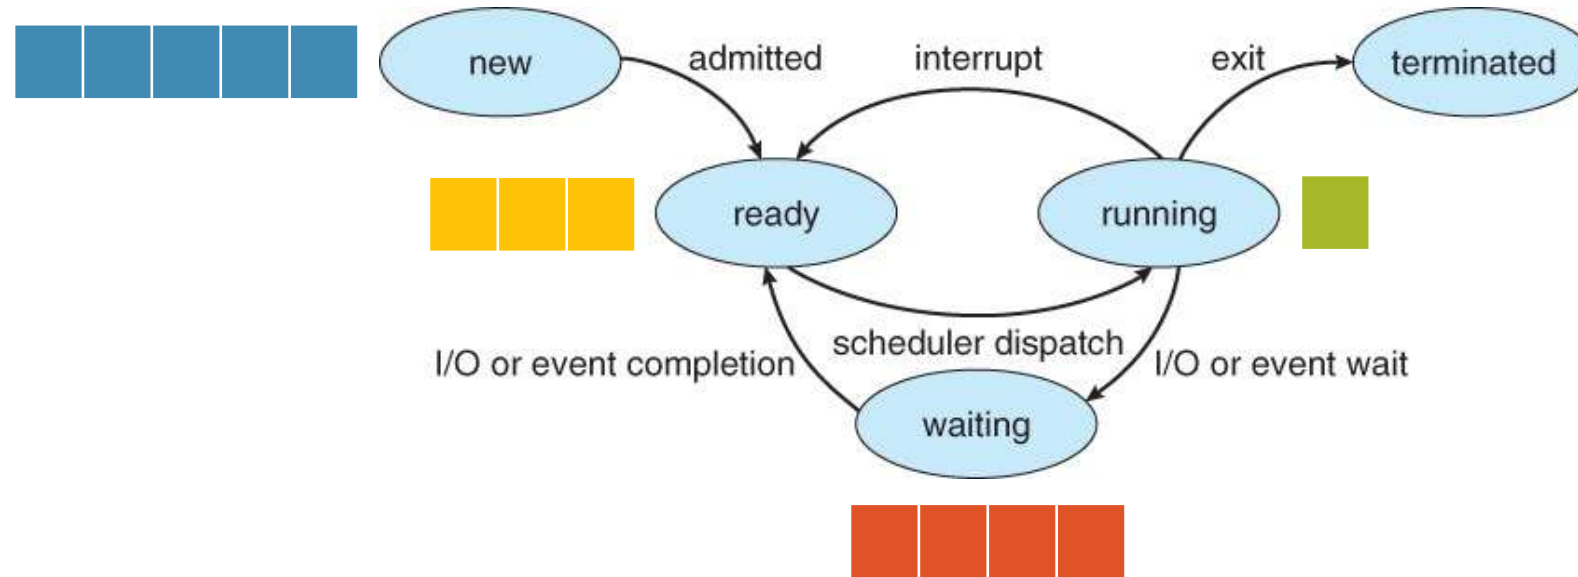 new
admitted
interrupt
exit
terminated
ready
running
scheduler dispatch
I/O or event completion
I/O or event wait
waiting